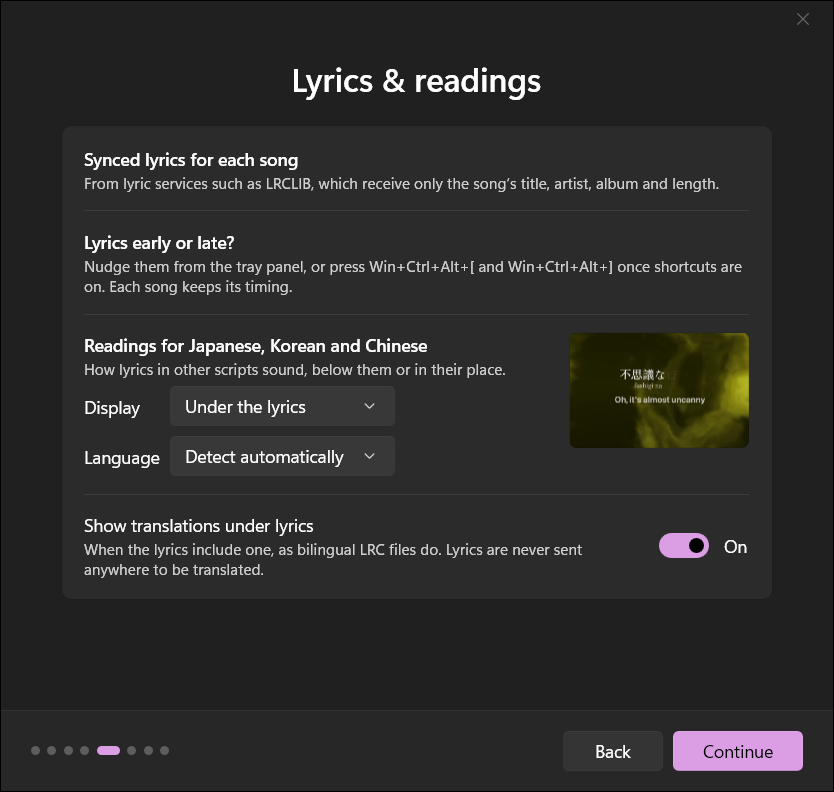 Lyrics & readings
Synced lyrics for each song
From lyric services such as LRCLIB, which receive only the song’s title, artist, album and length.
Lyrics early or late?
Nudge them from the tray panel, or press Win+Ctrl+Alt+[ and Win+Ctrl+Alt+] once shortcuts are
on. Each song keeps its timing.
Readings for Japanese, Korean and Chinese
How lyrics in other scripts sound, below them or in their place.
Display
Under the lyrics
Language
Detect automatically
不思議な
fushigi na
Oh, it's almost uncanny
Show translations under lyrics
When the lyrics include one, as bilingual LRC files do. Lyrics are never sent
anywhere to be translated.
On
Back
Continue